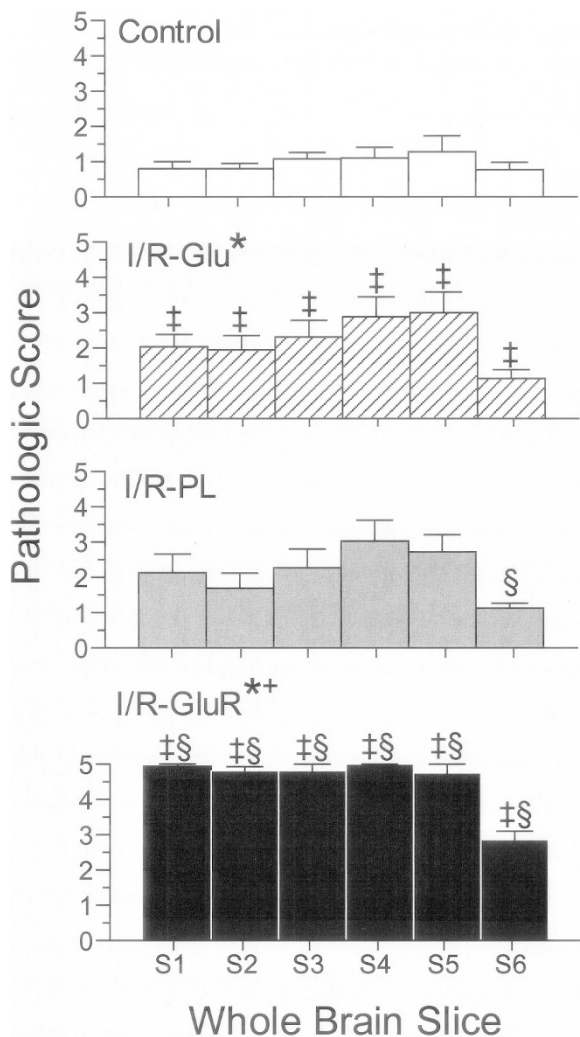 Pathologic Score
Control
5
4
3
2
1
0
I/R-Glu*
5
4
3
2
1
0
‡ ‡ ‡ ‡ ‡ ‡
I/R-PL
5
4
3
2
1
0
§
I/R-GluR*+
5
4
3
2
1
0
‡§ ‡§ ‡§ ‡§ ‡§ ‡§
S1 S2 S3 S4 S5 S6
Whole Brain Slice